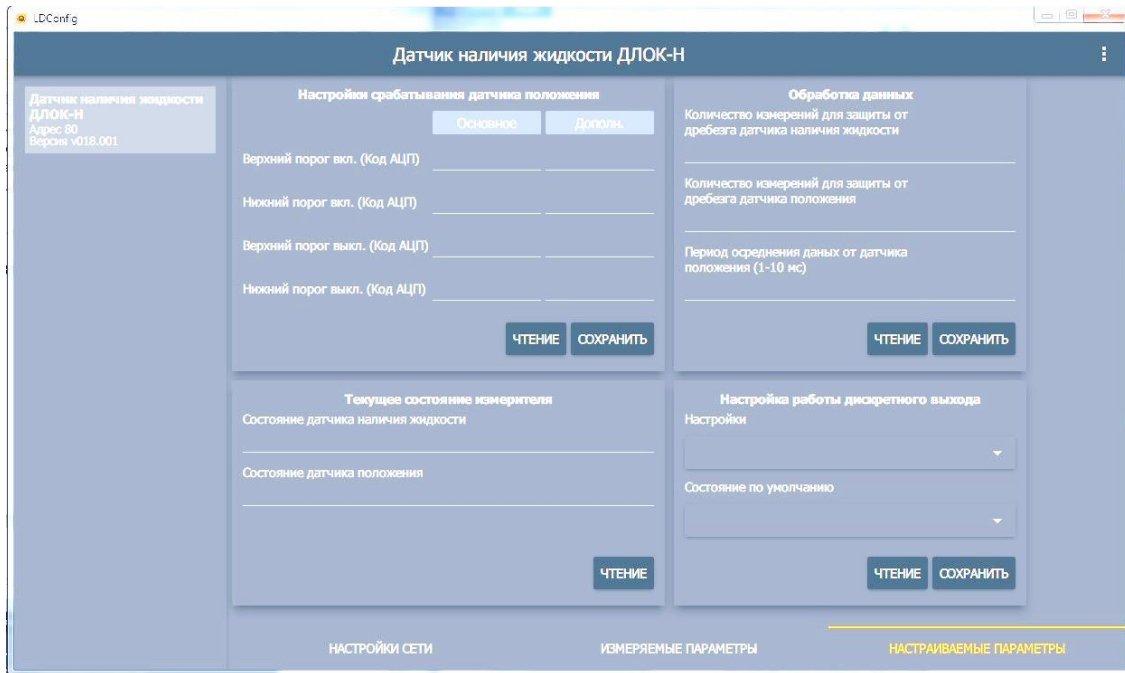 LDConfig
Датчик наличия жидкости ДЛОК-Н
Датчик наличия жидкости
ДЛОК-Н
Адрес 80
Версия v018.001
Настройки срабатывания датчика положения
Основное Дополн.
Верхний порог вкл. (Код АЦП)
Нижний порог вкл. (Код АЦП)
Верхний порог выкл. (Код АЦП)
Нижний порог выкл. (Код АЦП)
ЧТЕНИЕ СОХРАНИТЬ
Обработка данных
Количество измерений для защиты от
дребезга датчика наличия жидкости
Количество измерений для защиты от
дребезга датчика положения
Период осреднения даных от датчика
положения (1-10 мс)
ЧТЕНИЕ СОХРАНИТЬ
Текущее состояние измерителя
Состояние датчика наличия жидкости
Состояние датчика положения
ЧТЕНИЕ
Настройка работы дискретного выхода
Настройки
Состояние по умолчанию
ЧТЕНИЕ СОХРАНИТЬ
НАСТРОЙКИ СЕТИ ИЗМЕРЯЕМЫЕ ПАРАМЕТРЫ НАСТРАИВАЕМЫЕ ПАРАМЕТРЫ